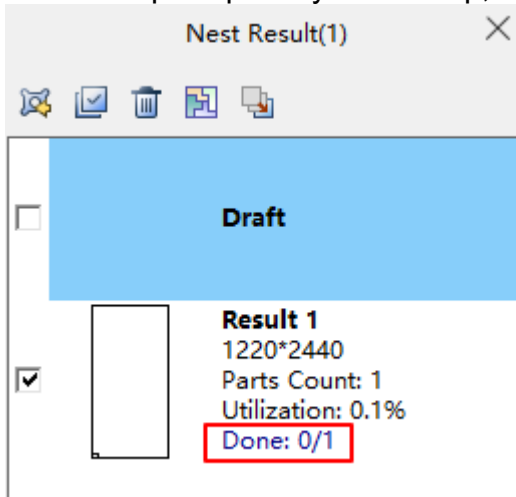 Nest Result(1)
Draft
Result 1
1220*2440
Parts Count: 1
Utilization: 0.1%
Done: 0/1